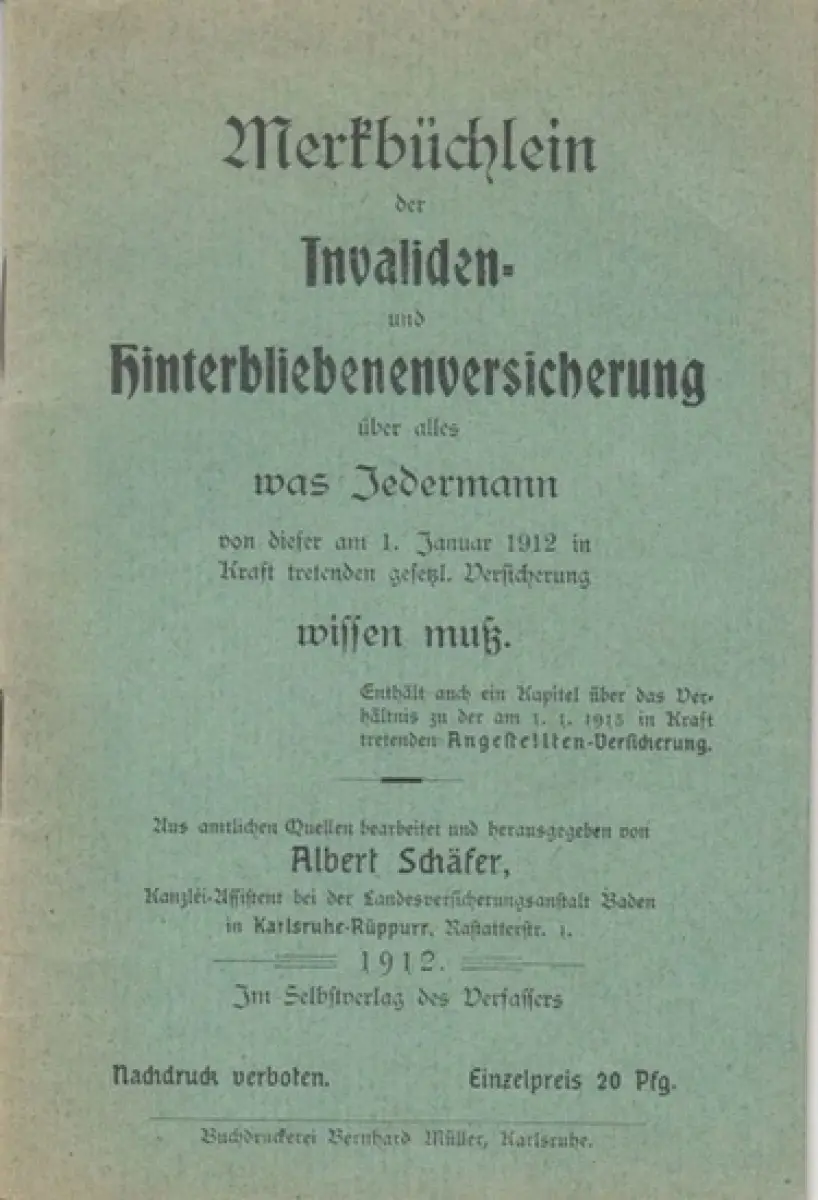 Merkbüchlein
der
Invaliden-
und
Hinterbliebenenversicherung
über alles
was Jedermann
von dieser am 1. Januar 1912 in
Kraft tretenden gesetzl. Versicherung
wissen muß.
Enthält auch ein Kapitel über das Ver-
hältnis zu der am 1. 1. 1913 in Kraft
tretenden Angestellten-Versicherung.
Aus amtlichen Quellen bearbeitet und herausgegeben von
Albert Schäfer,
Kanzlei-Assistent bei der Landesversicherungsanstalt Baden
in Karlsruhe-Rüppurr, Rastatterstr. 1.
1912.
Im Selbstverlag des Verfassers
Nachdruck verboten. Einzelpreis 20 Pfg.
Buchdruckerei Bernhard Müller, Karlsruhe.